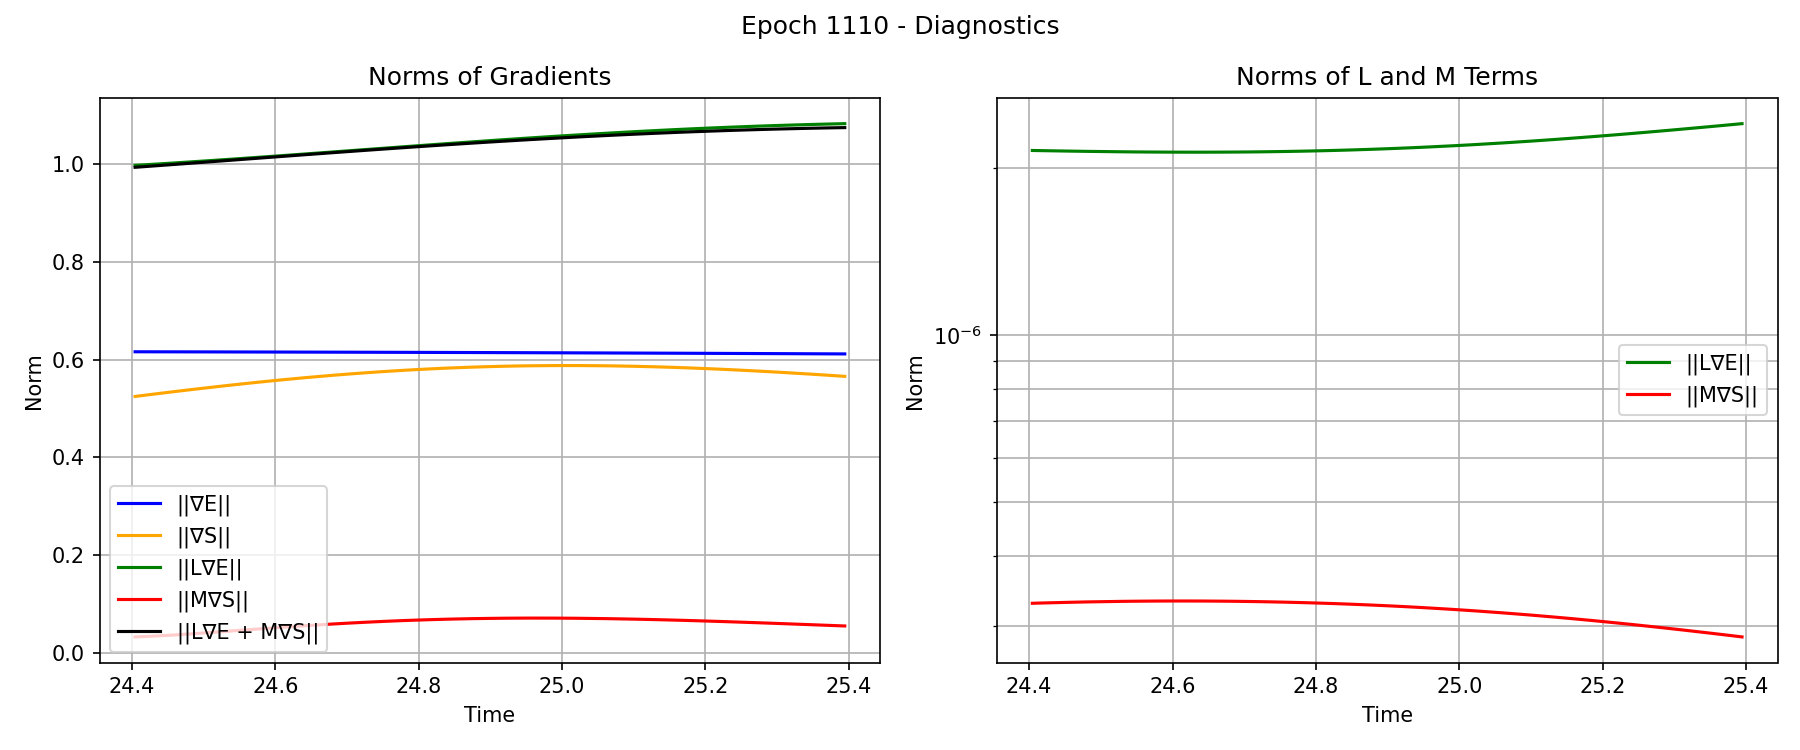 Epoch 1110 - Diagnostics
Norms of Gradients
Norm
1.0
0.8
0.6
0.4
0.2
0.0
||∇E||
||∇S||
||L∇E||
||M∇S||
||L∇E + M∇S||
24.4 24.6 24.8 25.0 25.2 25.4
Time
Norms of L and M Terms
Norm
10⁻⁶
||L∇E||
||M∇S||
24.4 24.6 24.8 25.0 25.2 25.4
Time